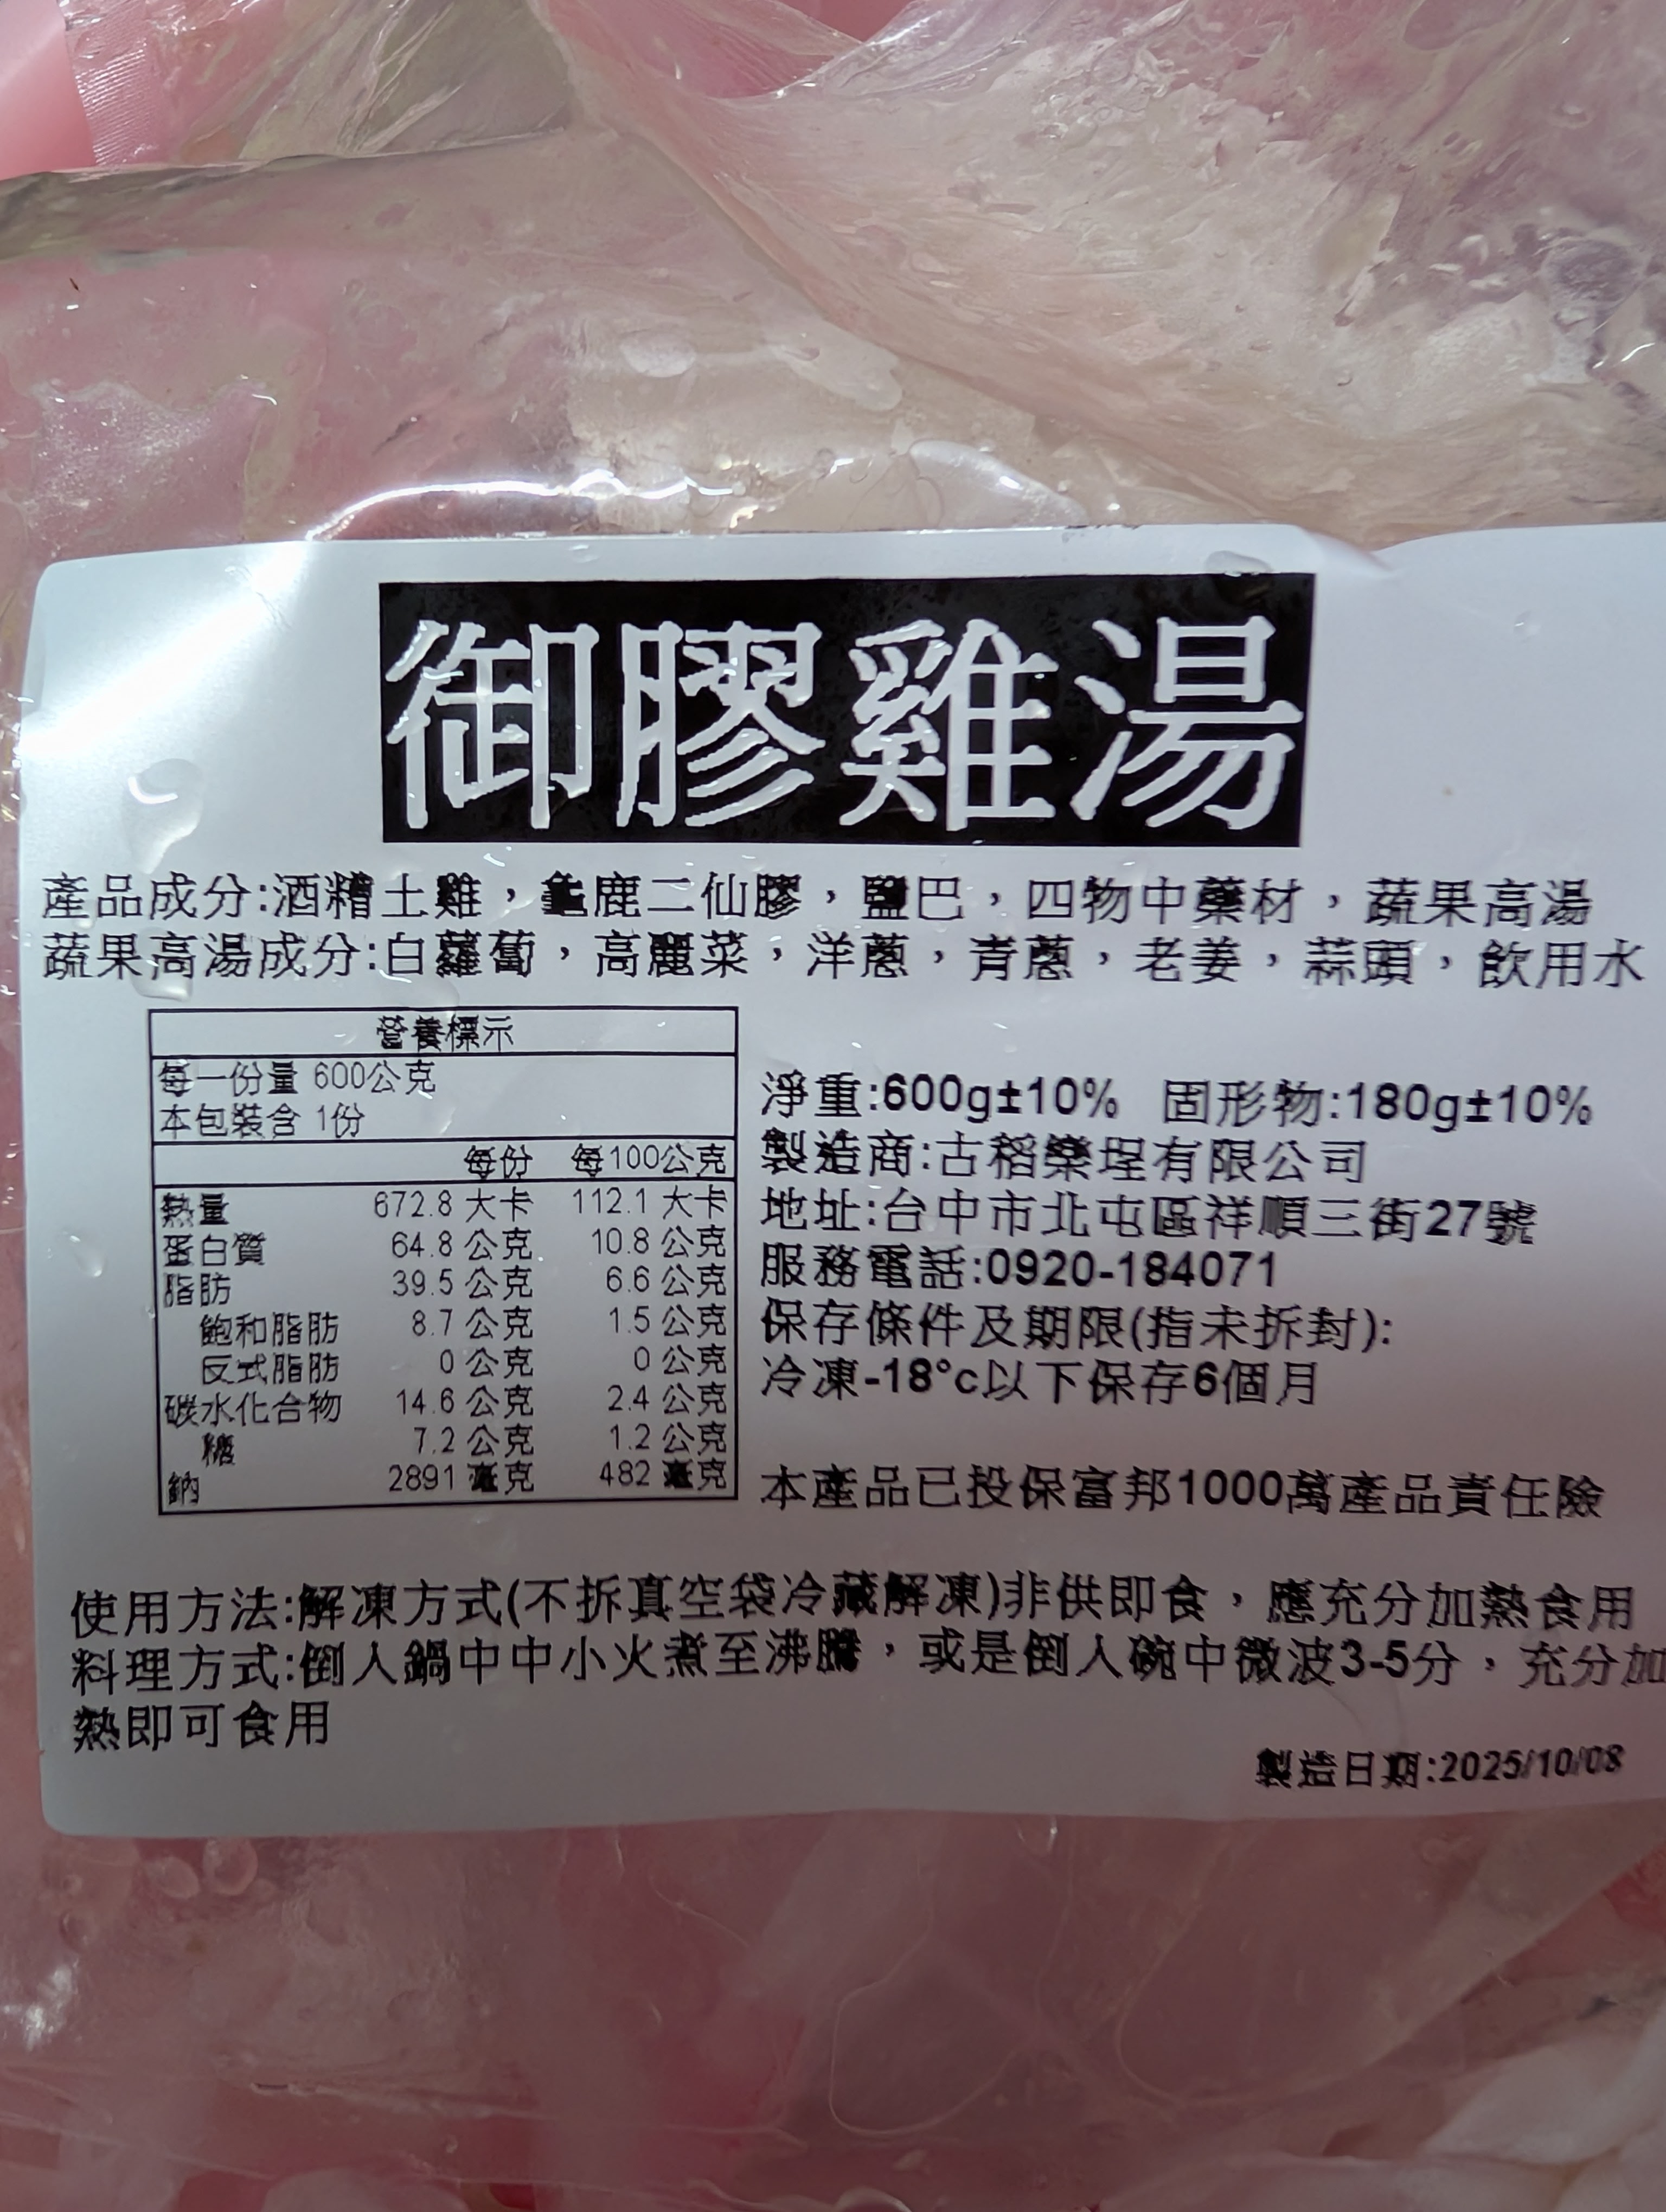 御膠雞湯
產品成分:酒糟土雞，龜鹿二仙膠，鹽巴，四物中藥材，蔬果高湯
蔬果高湯成分:白蘿蔔，高麗菜，洋蔥，青蔥，老姜，蒜頭，飲用水
營養標示
每一份量 600公克
本包裝含 1份
每份 每100公克
熱量 672.8 大卡 112.1 大卡
蛋白質 64.8 公克 10.8 公克
脂肪 39.5 公克 6.6 公克
飽和脂肪 8.7 公克 1.5 公克
反式脂肪 0 公克 0 公克
碳水化合物 14.6 公克 2.4 公克
糖 7.2 公克 1.2 公克
鈉 2891 毫克 482 毫克
淨重:600g±10% 固形物:180g±10%
製造商:古稻樂埕有限公司
地址:台中市北屯區祥順三街27號
服務電話:0920-184071
保存條件及期限(指未拆封):
冷凍-18°c以下保存6個月
本產品已投保富邦1000萬產品責任險
使用方法:解凍方式(不拆真空袋冷藏解凍)非供即食，應充分加熱食用
料理方式:倒入鍋中中小火煮至沸騰，或是倒入碗中微波3-5分，充分加
熱即可食用
製造日期:2025/10/08